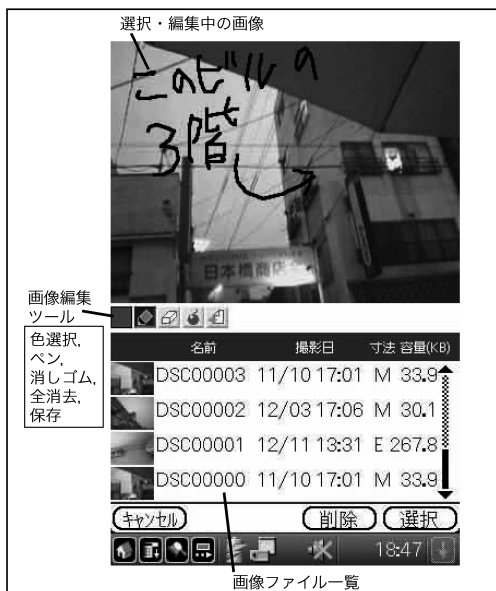 選択・編集中の画像
このビルの
3階
日本橋商店会
画像編集
ツール
色選択,
ペン,
消しゴム,
全消去,
保存
名前 撮影日 寸法 容量(KB)
DSC00003 11/10 17:01 M 33.9
DSC00002 12/03 17:06 M 30.1
DSC00001 12/11 13:31 E 267.8
DSC00000 11/10 17:01 M 33.9
キャンセル 削除 選択
18:47
画像ファイル一覧